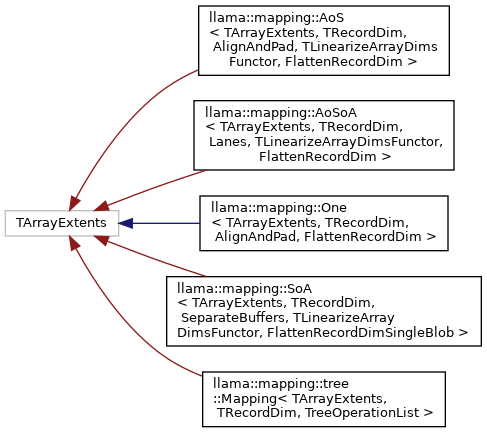 llama::mapping::AoS
< TArrayExtents, TRecordDim,
AlignAndPad, TLinearizeArrayDims
Functor, FlattenRecordDim >
llama::mapping::AoSoA
< TArrayExtents, TRecordDim,
Lanes, TLinearizeArrayDimsFunctor,
FlattenRecordDim >
TArrayExtents
llama::mapping::One
< TArrayExtents, TRecordDim,
AlignAndPad, FlattenRecordDim >
llama::mapping::SoA
< TArrayExtents, TRecordDim,
SeparateBuffers, TLinearizeArray
DimsFunctor, FlattenRecordDimSingleBlob >
llama::mapping::tree
::Mapping< TArrayExtents,
TRecordDim, TreeOperationList >